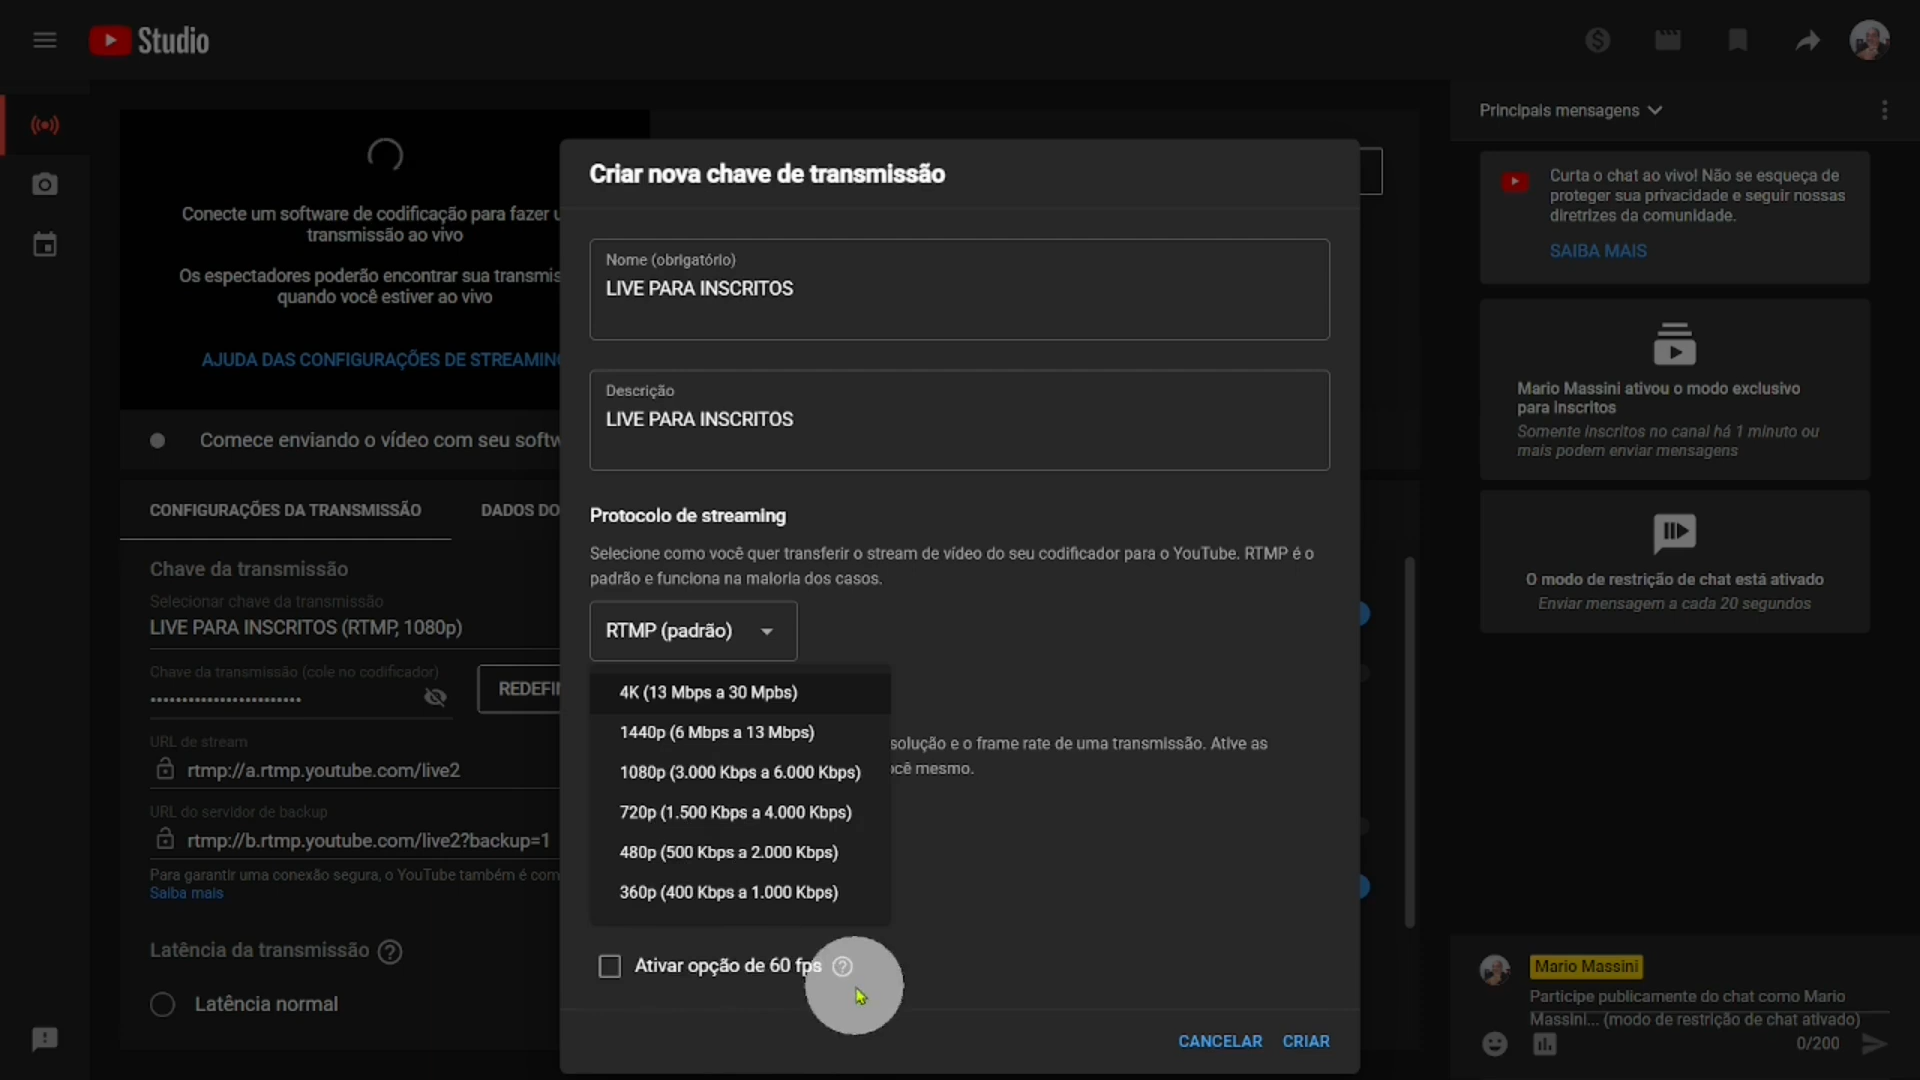 Studio
Conecte um software de codificação para fazer u
transmissão ao vivo
Os espectadores poderão encontrar sua transmis
quando você estiver ao vivo
AJUDA DAS CONFIGURAÇÕES DE STREAMING
Comece enviando o vídeo com seu softw
CONFIGURAÇÕES DA TRANSMISSÃO
DADOS DO
Chave da transmissão
Selecionar chave da transmissão
LIVE PARA INSCRITOS (RTMP, 1080p)
Chave da transmissão (cole no codificador)
••••••••••••••••••••••••
REDEFI
URL de stream
rtmp://a.rtmp.youtube.com/live2
URL do servidor de backup
rtmp://b.rtmp.youtube.com/live2?backup=1
Para garantir uma conexão segura, o YouTube também é com
Saiba mais
Latência da transmissão
Latência normal
Criar nova chave de transmissão
Nome (obrigatório)
LIVE PARA INSCRITOS
Descrição
LIVE PARA INSCRITOS
Protocolo de streaming
Selecione como você quer transferir o stream de vídeo do seu codificador para o YouTube. RTMP é o
padrão e funciona na maioria dos casos.
RTMP (padrão)
4K (13 Mbps a 30 Mpbs)
1440p (6 Mbps a 13 Mbps)
1080p (3.000 Kbps a 6.000 Kbps)
720p (1.500 Kbps a 4.000 Kbps)
480p (500 Kbps a 2.000 Kbps)
360p (400 Kbps a 1.000 Kbps)
solução e o frame rate de uma transmissão. Ative as
cê mesmo.
Ativar opção de 60 fps
CANCELAR
CRIAR
Principais mensagens
Curta o chat ao vivo! Não se esqueça de
proteger sua privacidade e seguir nossas
diretrizes da comunidade.
SAIBA MAIS
Mario Massini ativou o modo exclusivo
para inscritos
Somente inscritos no canal há 1 minuto ou
mais podem enviar mensagens
O modo de restrição de chat está ativado
Enviar mensagem a cada 20 segundos
Mario Massini
Participe publicamente do chat como Mario
Massini... (modo de restrição de chat ativado)
0/200